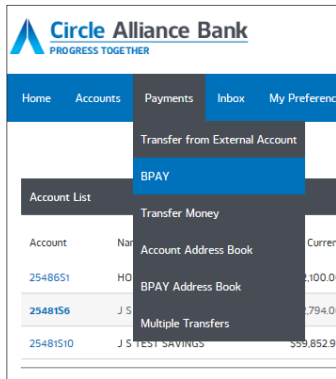 Circle Alliance Bank
PROGRESS TOGETHER
Home Accounts Payments Inbox My Preferenc
Transfer from External Account
BPAY
Account List
Transfer Money
Account Nar Curren
Account Address Book
25486S1 HO 2,100.0
BPAY Address Book
25481S6 J S 2,794.0
Multiple Transfers
25481S10 J S TEST SAVINGS $59,852.9